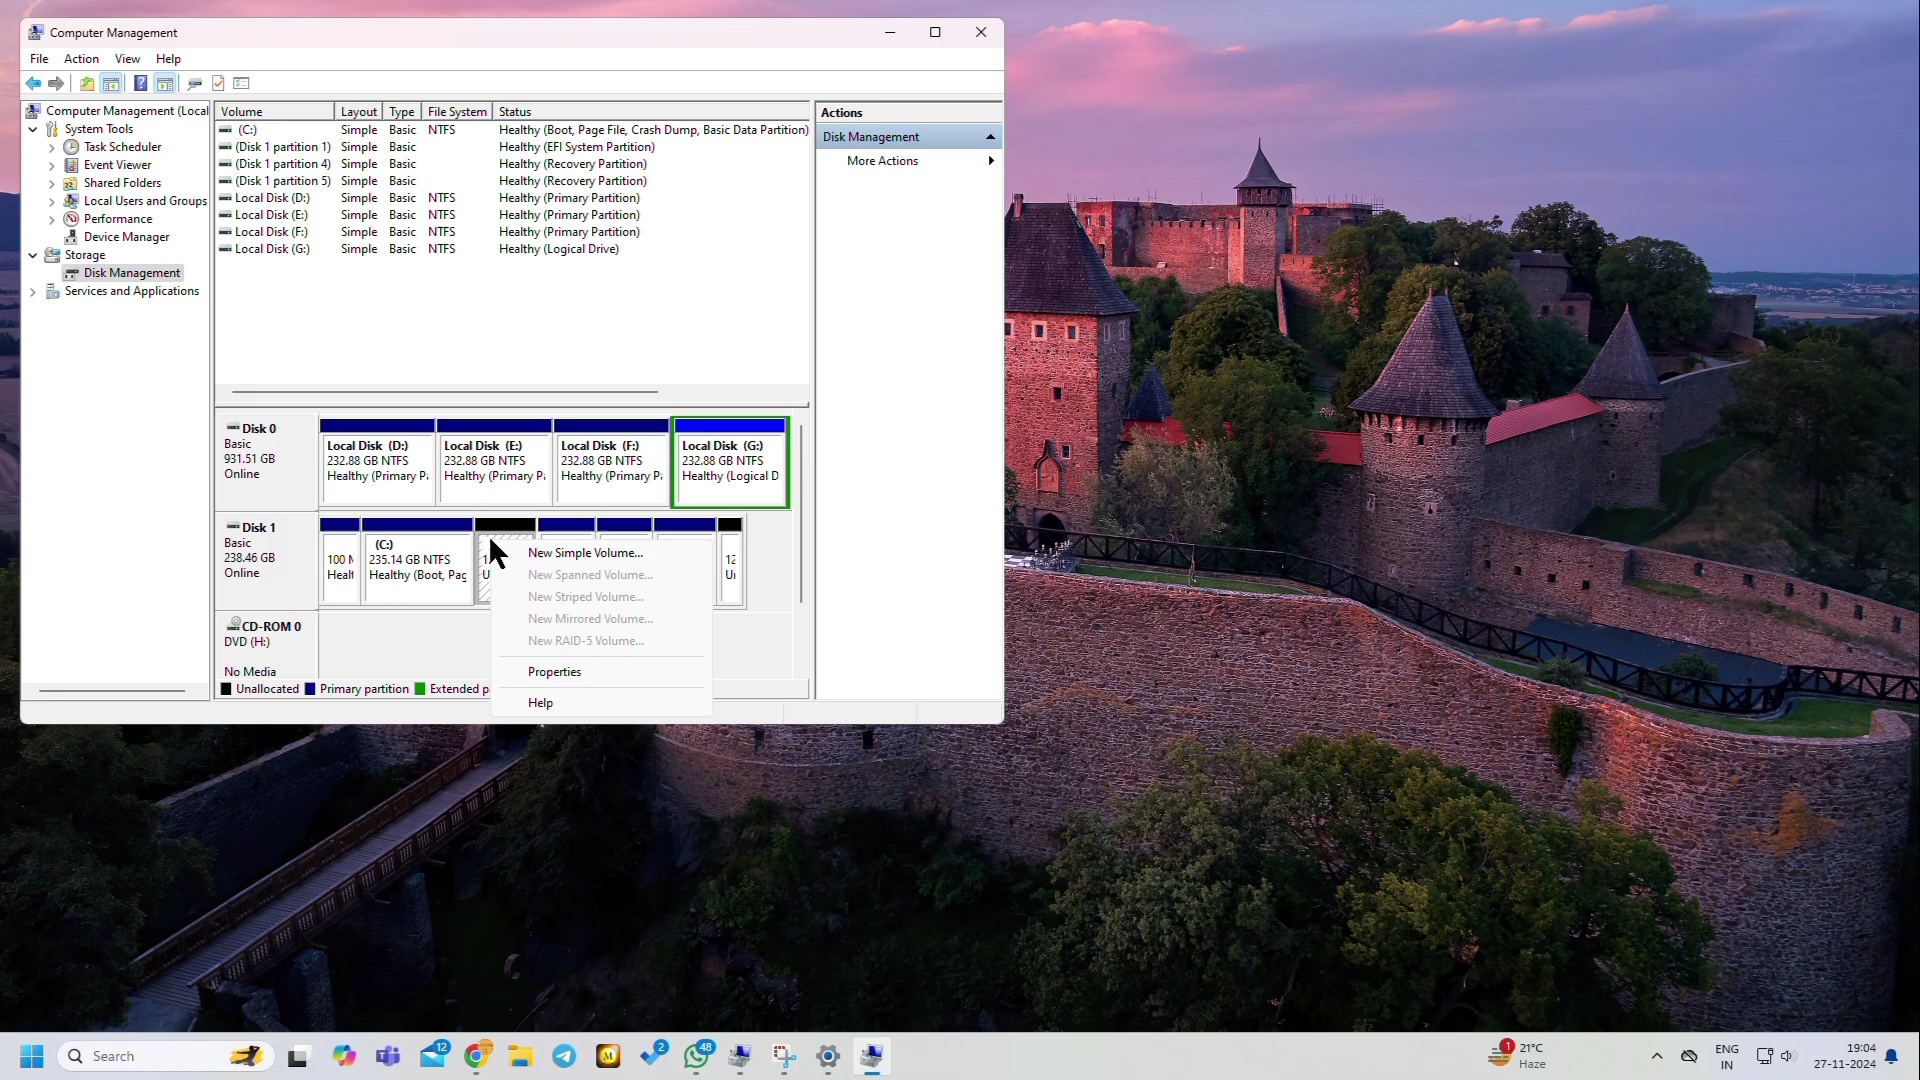 Computer Management
File Action View Help
Computer Management (Local
System Tools
Task Scheduler
Event Viewer
Shared Folders
Local Users and Groups
Performance
Device Manager
Storage
Disk Management
Services and Applications
Volume Layout Type File System Status
(C:) Simple Basic NTFS Healthy (Boot, Page File, Crash Dump, Basic Data Partition)
(Disk 1 partition 1) Simple Basic Healthy (EFI System Partition)
(Disk 1 partition 4) Simple Basic Healthy (Recovery Partition)
(Disk 1 partition 5) Simple Basic Healthy (Recovery Partition)
Local Disk (D:) Simple Basic NTFS Healthy (Primary Partition)
Local Disk (E:) Simple Basic NTFS Healthy (Primary Partition)
Local Disk (F:) Simple Basic NTFS Healthy (Primary Partition)
Local Disk (G:) Simple Basic NTFS Healthy (Logical Drive)
Actions
Disk Management
More Actions
Disk 0
Basic
931.51 GB
Online
Local Disk (D:)
232.88 GB NTFS
Healthy (Primary P
Local Disk (E:)
232.88 GB NTFS
Healthy (Primary P
Local Disk (F:)
232.88 GB NTFS
Healthy (Primary P
Local Disk (G:)
232.88 GB NTFS
Healthy (Logical D
Disk 1
Basic
238.46 GB
Online
100 M
Healt
(C:)
235.14 GB NTFS
Healthy (Boot, Pag
12
CD-ROM 0
DVD (H:)
No Media
Unallocated Primary partition Extended p
New Simple Volume...
New Spanned Volume...
New Striped Volume...
New Mirrored Volume...
New RAID-5 Volume...
Properties
Help
Search
12
2
48
1
21°C
Haze
ENG
IN
19:04
27-11-2024